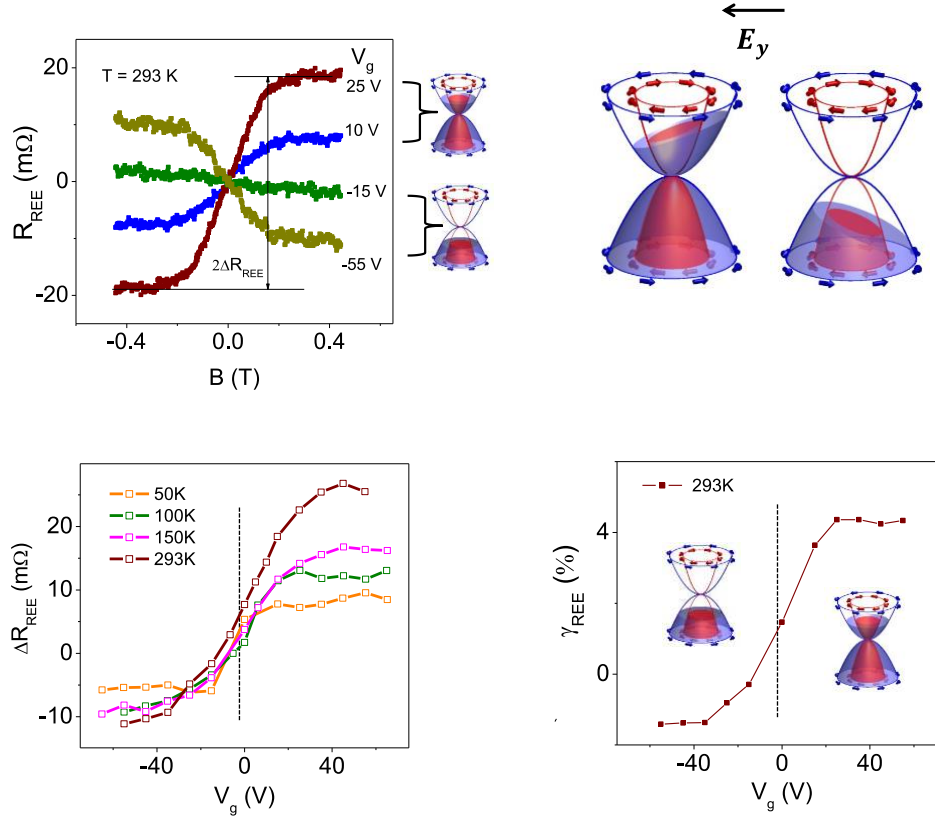 E_y
V_g
T = 293 K
25 V
10 V
-15 V
-55 V
2ΔR_REE
R_REE (mΩ)
20
0
-20
-0.4
0.0
0.4
B (T)
50K
100K
150K
293K
ΔR_REE (mΩ)
20
10
0
-10
-40
0
40
V_g (V)
293K
γ_REE (%)
4
0
-40
0
40
V_g (V)